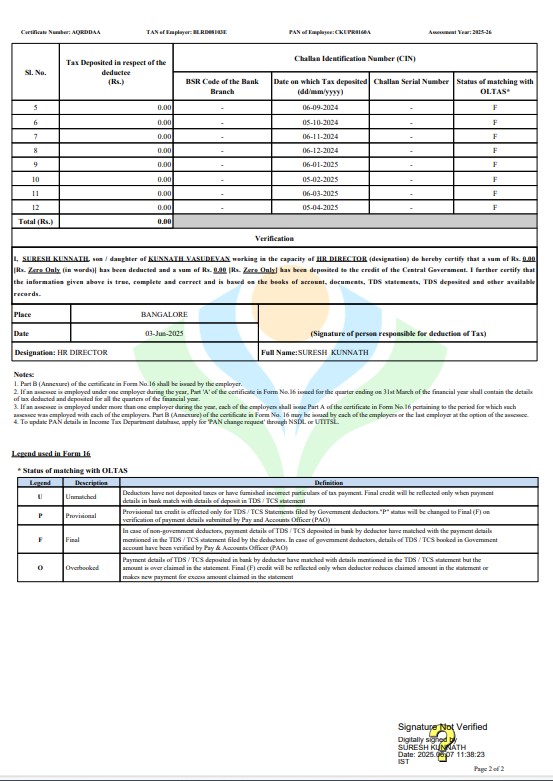 Certificate Number: AQRDDAA TAN of Employer: BLRD08103E PAN of Employee: CKUPR0160A Assessment Year: 2025-26
Sl. No. Tax Deposited in respect of the deductee (Rs.) Challan Identification Number (CIN)
BSR Code of the Bank Branch Date on which Tax deposited (dd/mm/yyyy) Challan Serial Number Status of matching with OLTAS*
5 0.00 - 06-09-2024 - F
6 0.00 - 05-10-2024 - F
7 0.00 - 06-11-2024 - F
8 0.00 - 06-12-2024 - F
9 0.00 - 06-01-2025 - F
10 0.00 - 05-02-2025 - F
11 0.00 - 06-03-2025 - F
12 0.00 - 05-04-2025 - F
Total (Rs.) 0.00
Verification
I, SURESH KUNNATH, son / daughter of KUNNATH VASUDEVAN working in the capacity of HR DIRECTOR (designation) do hereby certify that a sum of Rs. 0.00
[Rs. Zero Only (in words)] has been deducted and a sum of Rs. 0.00 [Rs. Zero Only] has been deposited to the credit of the Central Government. I further certify that
the information given above is true, complete and correct and is based on the books of account, documents, TDS statements, TDS deposited and other available
records.
Place BANGALORE
Date 03-Jun-2025 (Signature of person responsible for deduction of Tax)
Designation: HR DIRECTOR Full Name:SURESH KUNNATH
Notes:
1. Part B (Annexure) of the certificate in Form No.16 shall be issued by the employer.
2. If an assessee is employed under one employer during the year, Part 'A' of the certificate in Form No.16 issued for the quarter ending on 31st March of the financial year shall contain the details
of tax deducted and deposited for all the quarters of the financial year.
3. If an assessee is employed under more than one employer during the year, each of the employers shall issue Part A of the certificate in Form No.16 pertaining to the period for which such
assessee was employed with each of the employers. Part B (Annexure) of the certificate in Form No. 16 may be issued by each of the employers or the last employer at the option of the assessee.
4. To update PAN details in Income Tax Department database, apply for 'PAN change request' through NSDL or UTITSL.
Legend used in Form 16
* Status of matching with OLTAS
Legend Description Definition
U Unmatched Deductors have not deposited taxes or have furnished incorrect particulars of tax payment. Final credit will be reflected only when payment
details in bank match with details of deposit in TDS / TCS statement
P Provisional Provisional tax credit is effected only for TDS / TCS Statements filed by Government deductors."P" status will be changed to Final (F) on
verification of payment details submitted by Pay and Accounts Officer (PAO)
F Final In case of non-government deductors, payment details of TDS / TCS deposited in bank by deductor have matched with the payment details
mentioned in the TDS / TCS statement filed by the deductors. In case of government deductors, details of TDS / TCS booked in Government
account have been verified by Pay & Accounts Officer (PAO)
O Overbooked Payment details of TDS / TCS deposited in bank by deductor have matched with details mentioned in the TDS / TCS statement but the
amount is over claimed in the statement. Final (F) credit will be reflected only when deductor reduces claimed amount in the statement or
makes new payment for excess amount claimed in the statement
Signature Not Verified
Digitally signed by
SURESH KUNNATH
Date: 2025.06.07 11:38:23
IST
Page 2 of 2